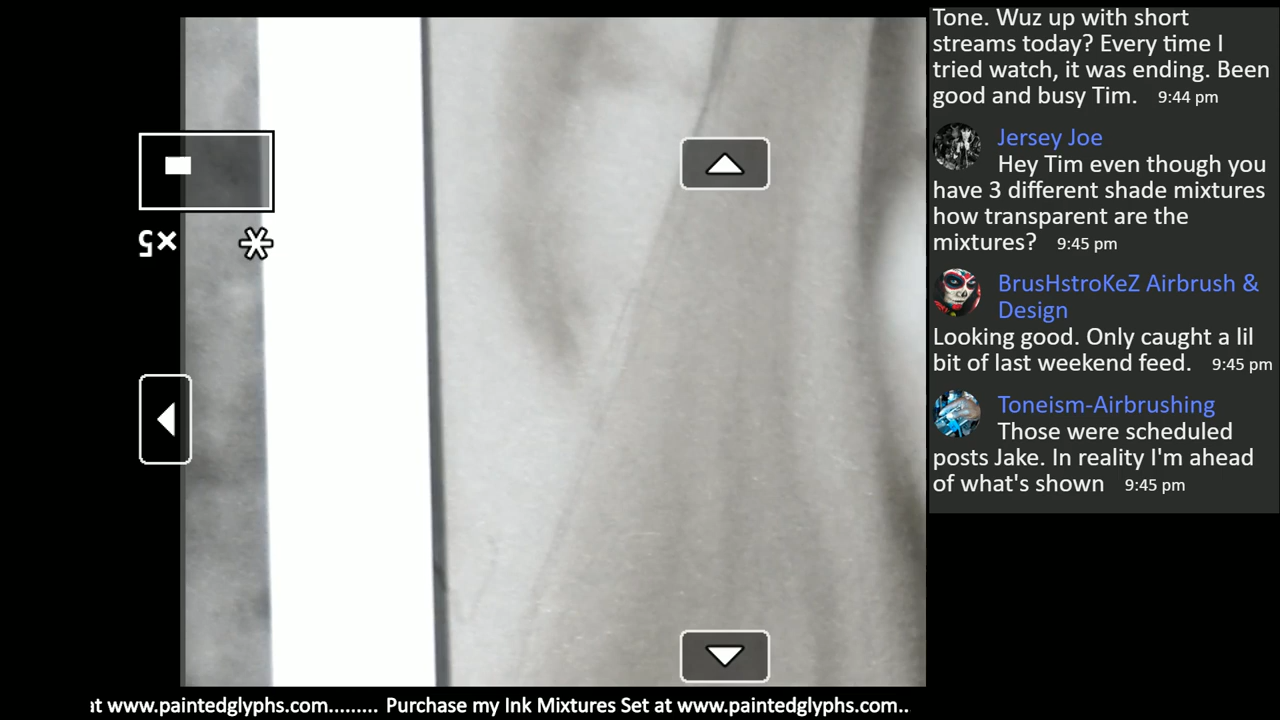 Tone. Wuz up with short
streams today? Every time I
tried watch, it was ending. Been
good and busy Tim. 9:44 pm
Jersey Joe
Hey Tim even though you
have 3 different shade mixtures
how transparent are the
mixtures? 9:45 pm
BrusHstroKeZ Airbrush &
Design
Looking good. Only caught a lil
bit of last weekend feed. 9:45 pm
Toneism-Airbrushing
Those were scheduled
posts Jake. In reality I'm ahead
of what's shown 9:45 pm
×5
at www.paintedglyphs.com......... Purchase my Ink Mixtures Set at www.paintedglyphs.com..